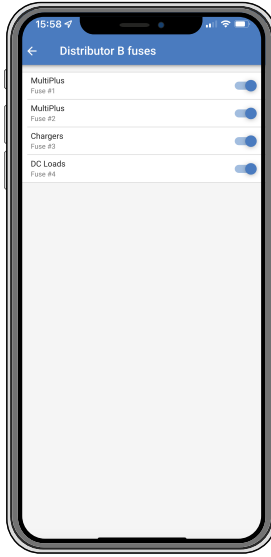 15:58
Distributor B fuses
MultiPlus
Fuse #1
MultiPlus
Fuse #2
Chargers
Fuse #3
DC Loads
Fuse #4